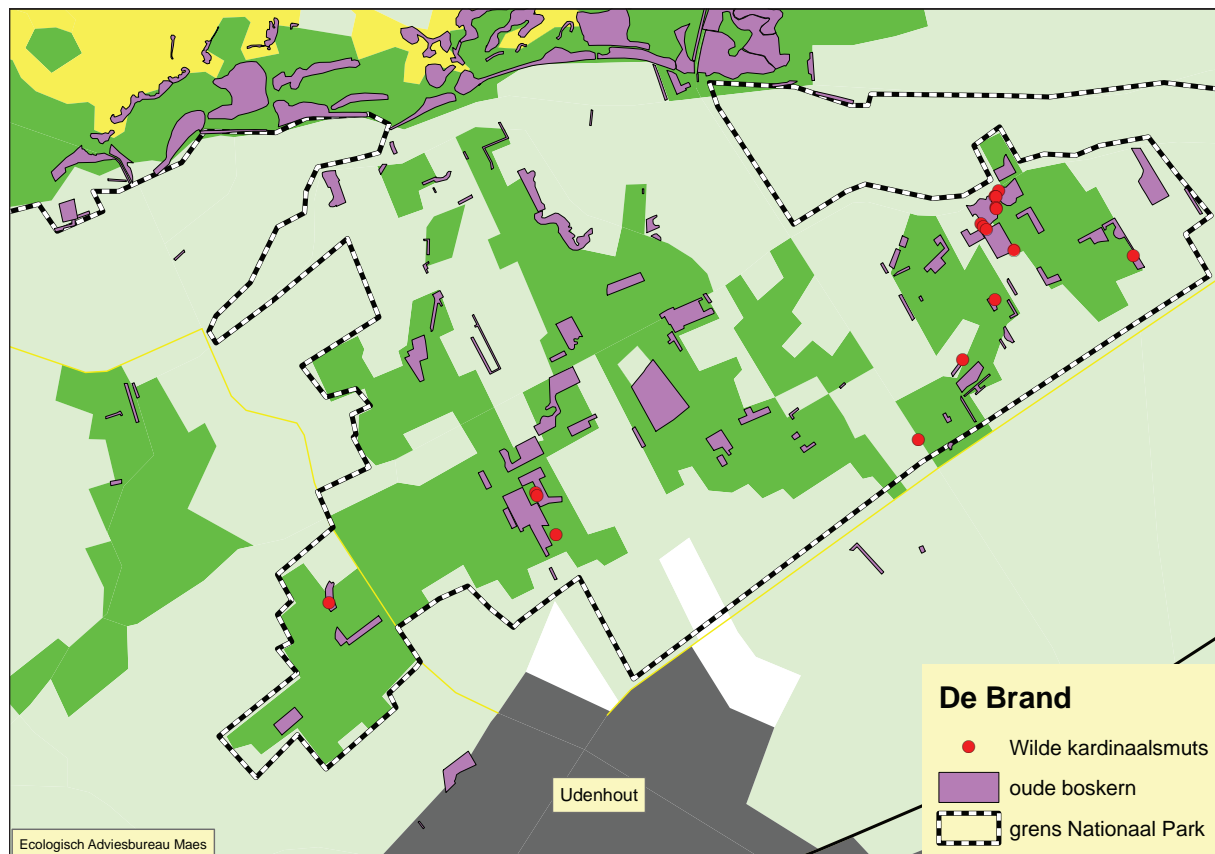 De Brand
Wilde kardinaalsmuts
oude boskern
grens Nationaal Park
Udenhout
Ecologisch Adviesbureau Maes